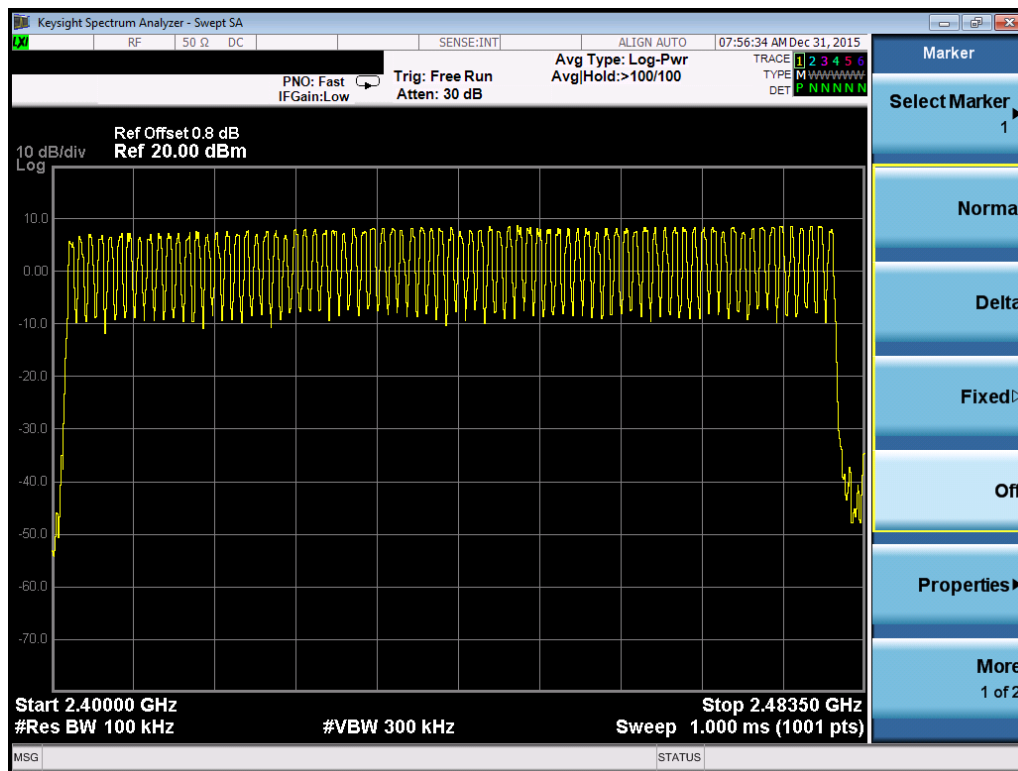 Keysight Spectrum Analyzer - Swept SA
LXI RF 50 Ω DC SENSE:INT ALIGN AUTO 07:56:34 AM Dec 31, 2015
Marker
Avg Type: Log-Pwr TRACE 1 2 3 4 5 6
PNO: Fast Trig: Free Run Avg|Hold:>100/100 TYPE M WWWWW
IFGain:Low Atten: 30 dB DET P N N N N N
Select Marker
1
Ref Offset 0.8 dB
10 dB/div Ref 20.00 dBm
Log
10.0
0.00
-10.0
-20.0
-30.0
-40.0
-50.0
-60.0
-70.0
Norma
Delta
Fixed
Off
Properties
More
1 of 2
Start 2.40000 GHz Stop 2.48350 GHz
#Res BW 100 kHz #VBW 300 kHz Sweep 1.000 ms (1001 pts)
MSG STATUS